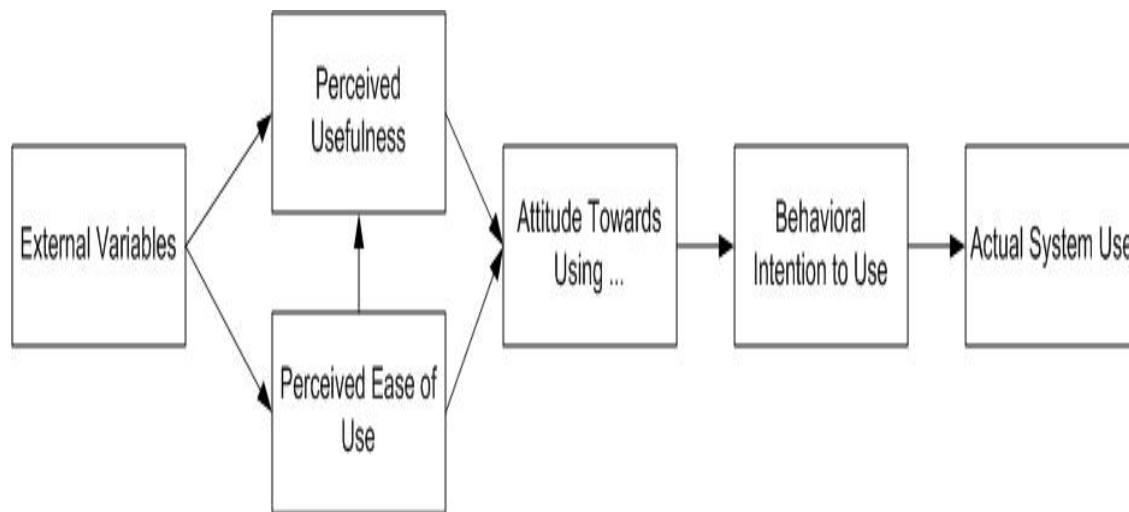 Perceived
Usefulness
External Variables
Perceived Ease of
Use
Attitude Towards
Using ...
Behavioral
Intention to Use
Actual System Use